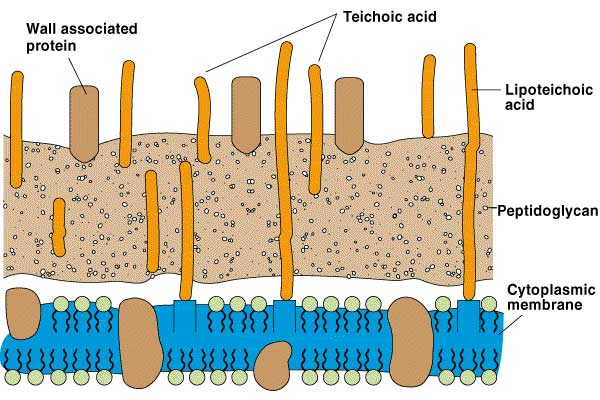 Teichoic acid
Wall associated
protein
Lipoteichoic
acid
Peptidoglycan
Cytoplasmic
membrane